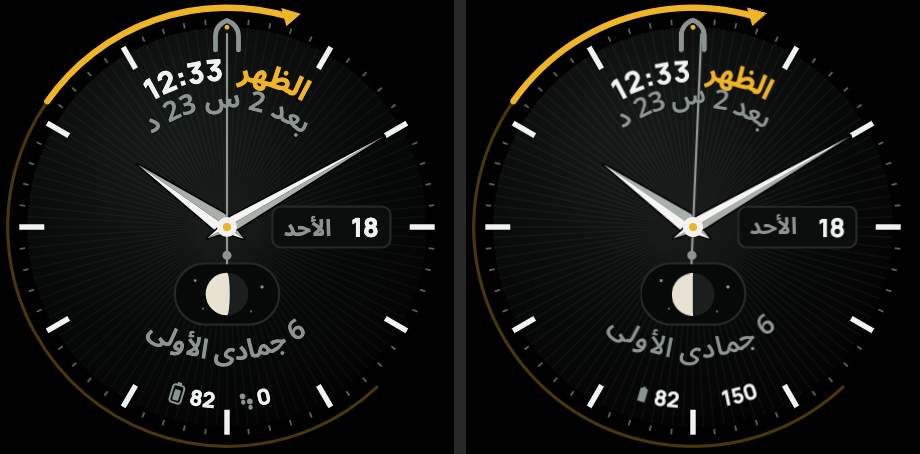 الظهر 12:33
بعد 2 س 23 د
الأحد 18
6 جمادى الأولى
82 0
الظهر 12:33
بعد 2 س 23 د
الأحد 18
6 جمادى الأولى
82 150